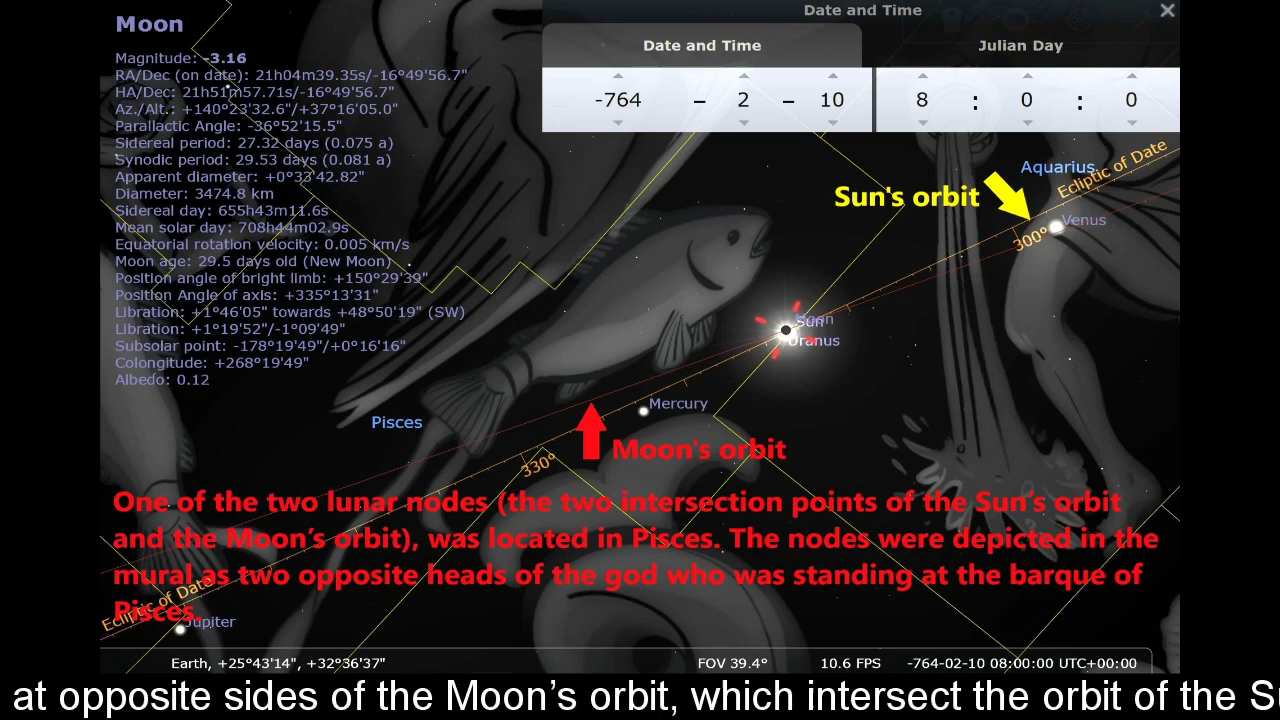 Moon
Magnitude: -3.16
RA/Dec (on date): 21h04m39.35s/-16°49'56.7"
HA/Dec: 21h51m57.71s/-16°49'56.7"
Az./Alt.: +140°23'32.6"/+37°16'05.0"
Parallactic Angle: -36°52'15.5"
Sidereal period: 27.32 days (0.075 a)
Synodic period: 29.53 days (0.081 a)
Apparent diameter: +0°33'42.82"
Diameter: 3474.8 km
Sidereal day: 655h43m11.6s
Mean solar day: 708h44m02.9s
Equatorial rotation velocity: 0.005 km/s
Moon age: 29.5 days old (New Moon)
Position angle of bright limb: +150°29'39"
Position Angle of axis: +335°13'31"
Libration: +1°46'05" towards +48°50'19" (SW)
Libration: +1°19'52"/-1°09'49"
Subsolar point: -178°19'49"/+0°16'16"
Colongitude: +268°19'49"
Albedo: 0.12
Date and Time
Date and Time
Julian Day
-764 – 2 – 10 8 : 0 : 0
Aquarius
Ecliptic of Date
Sun's orbit
Venus
300°
Moon
Sun
Uranus
Mercury
Pisces
Moon's orbit
330°
One of the two lunar nodes (the two intersection points of the Sun’s orbit
and the Moon’s orbit), was located in Pisces. The nodes were depicted in the
mural as two opposite heads of the god who was standing at the barque of
Pisces.
Ecliptic of Date
Jupiter
Earth, +25°43'14", +32°36'37" FOV 39.4° 10.6 FPS -764-02-10 08:00:00 UTC+00:00
at opposite sides of the Moon’s orbit, which intersect the orbit of the S